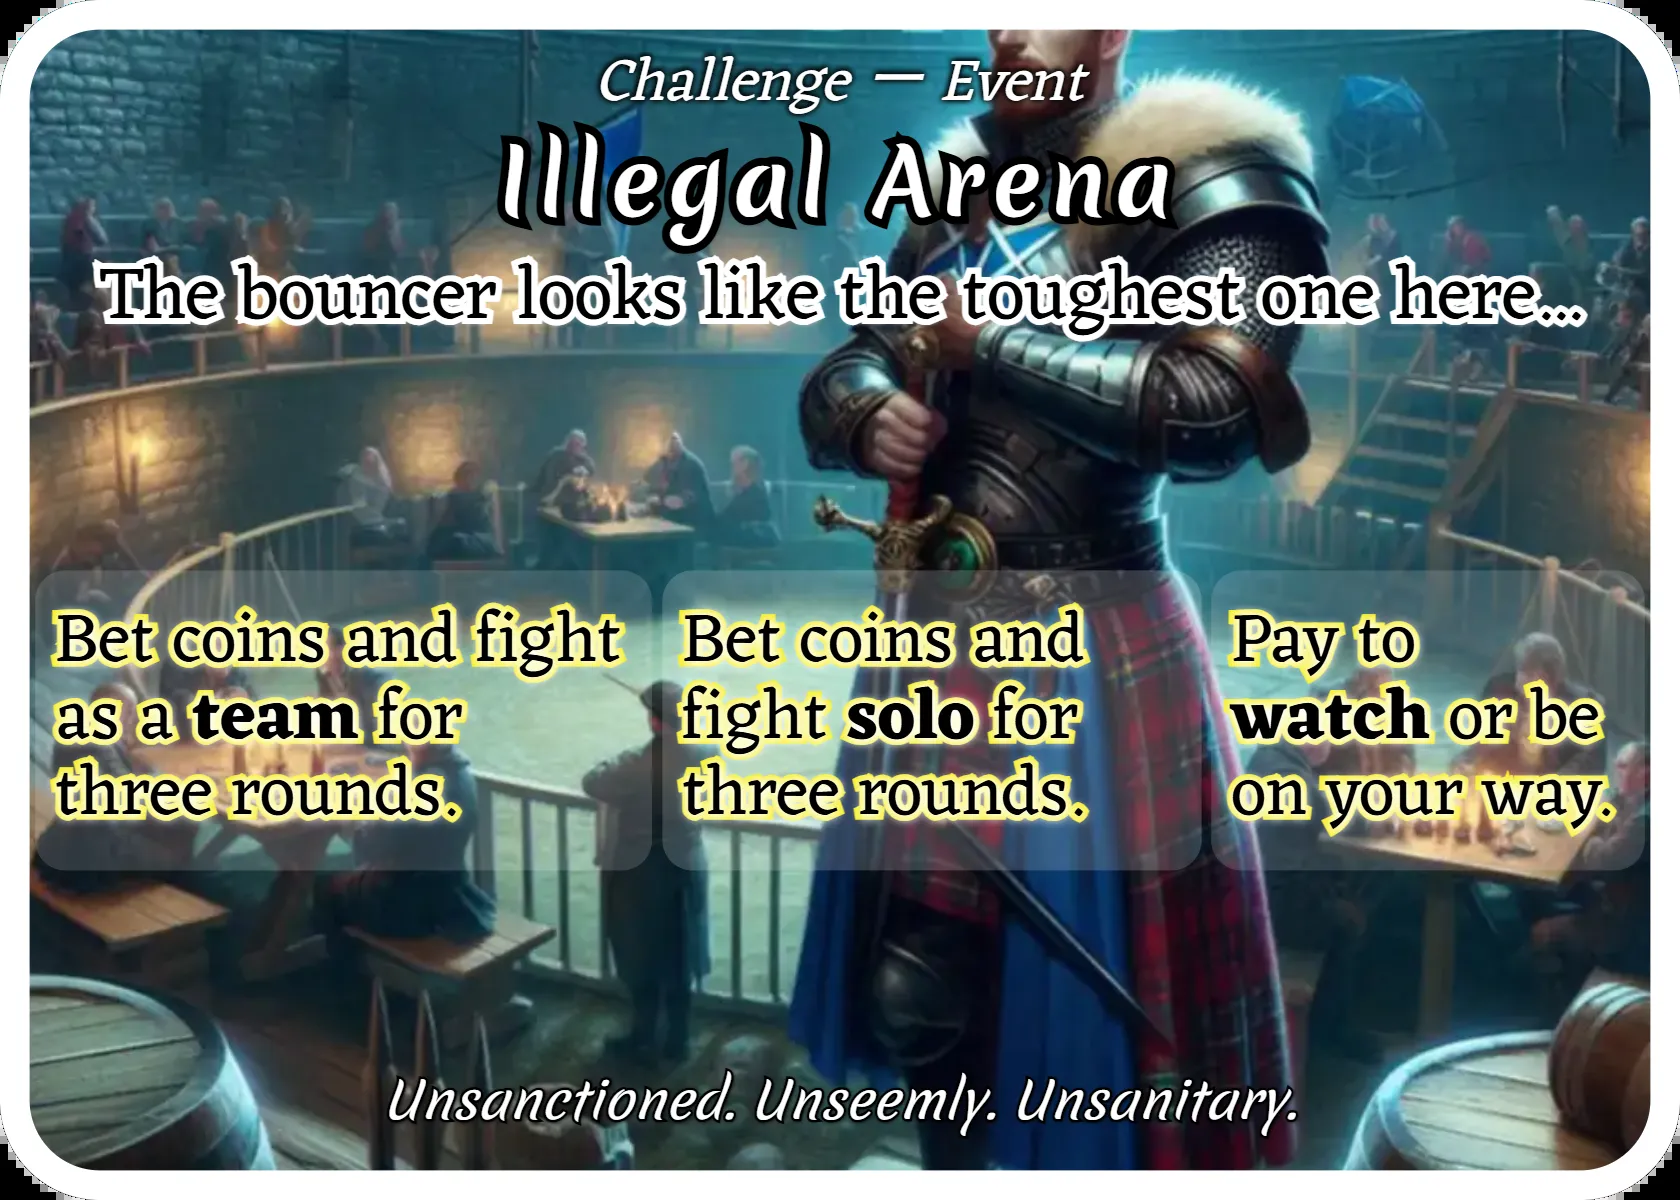 Challenge — Event
Illegal Arena
The bouncer looks like the toughest one here...
Bet coins and fight
as a team for
three rounds.
Bet coins and
fight solo for
three rounds.
Pay to
watch or be
on your way.
Unsanctioned. Unseemly. Unsanitary.